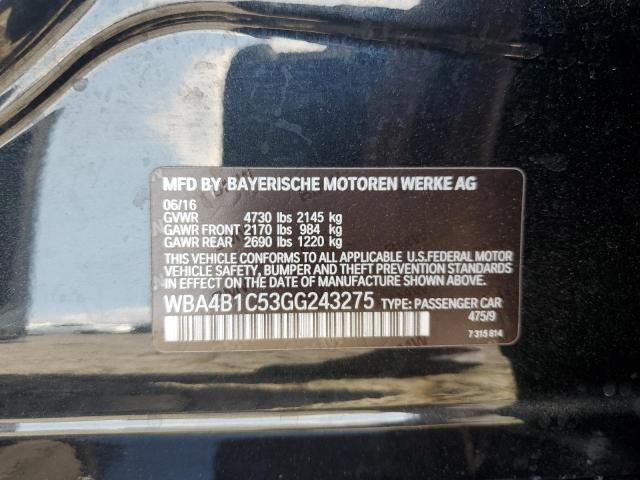 MFD BY BAYERISCHE MOTOREN WERKE AG
06/16
GVWR 4730 lbs 2145 kg
GAWR FRONT 2170 lbs 984 kg
GAWR REAR 2690 lbs 1220 kg
THIS VEHICLE CONFORMS TO ALL APPLICABLE U.S.FEDERAL MOTOR
VEHICLE SAFETY, BUMPER AND THEFT PREVENTION STANDARDS
IN EFFECT ON THE DATE OF MANUFACTURE SHOWN ABOVE.
WBA4B1C53GG243275 TYPE: PASSENGER CAR
475/9
7 315 814